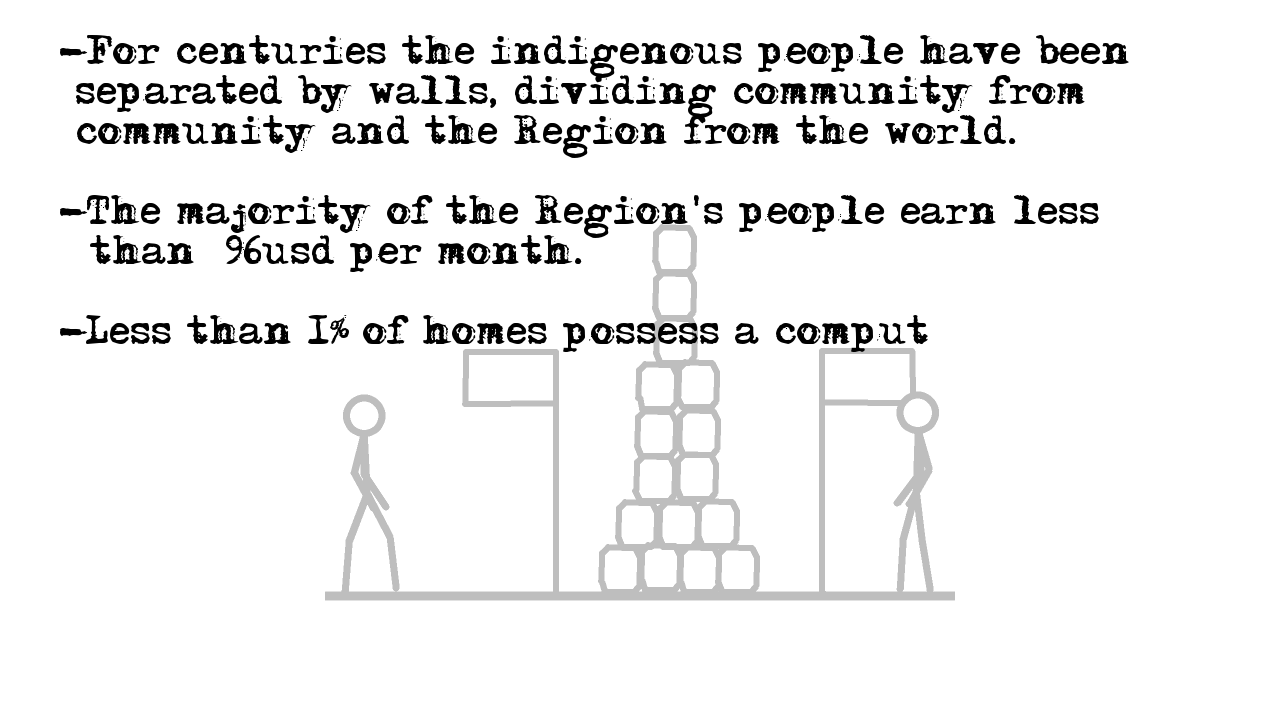 -For centuries the indigenous people have been
separated by walls, dividing community from
community and the Region from the world.
-The majority of the Region's people earn less
than 96usd per month.
-Less than 1% of homes possess a comput